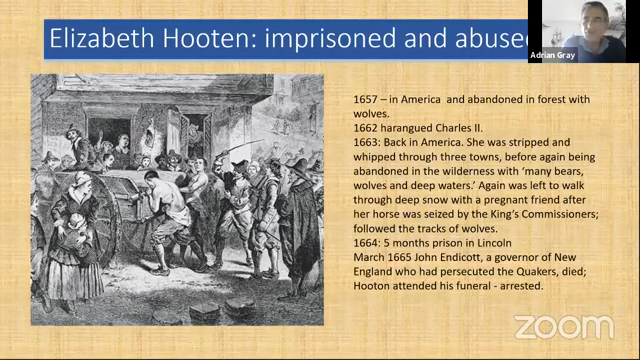 Elizabeth Hooten: imprisoned and abused
Adrian Gray
1657 – in America and abandoned in forest with
wolves.
1662 harangued Charles II.
1663: Back in America. She was stripped and
whipped through three towns, before again being
abandoned in the wilderness with ‘many bears,
wolves and deep waters.’ Again was left to walk
through deep snow with a pregnant friend after
her horse was seized by the King’s Commissioners;
followed the tracks of wolves.
1664: 5 months prison in Lincoln
March 1665 John Endicott, a governor of New
England who had persecuted the Quakers, died;
Hooton attended his funeral - arrested.
zoom